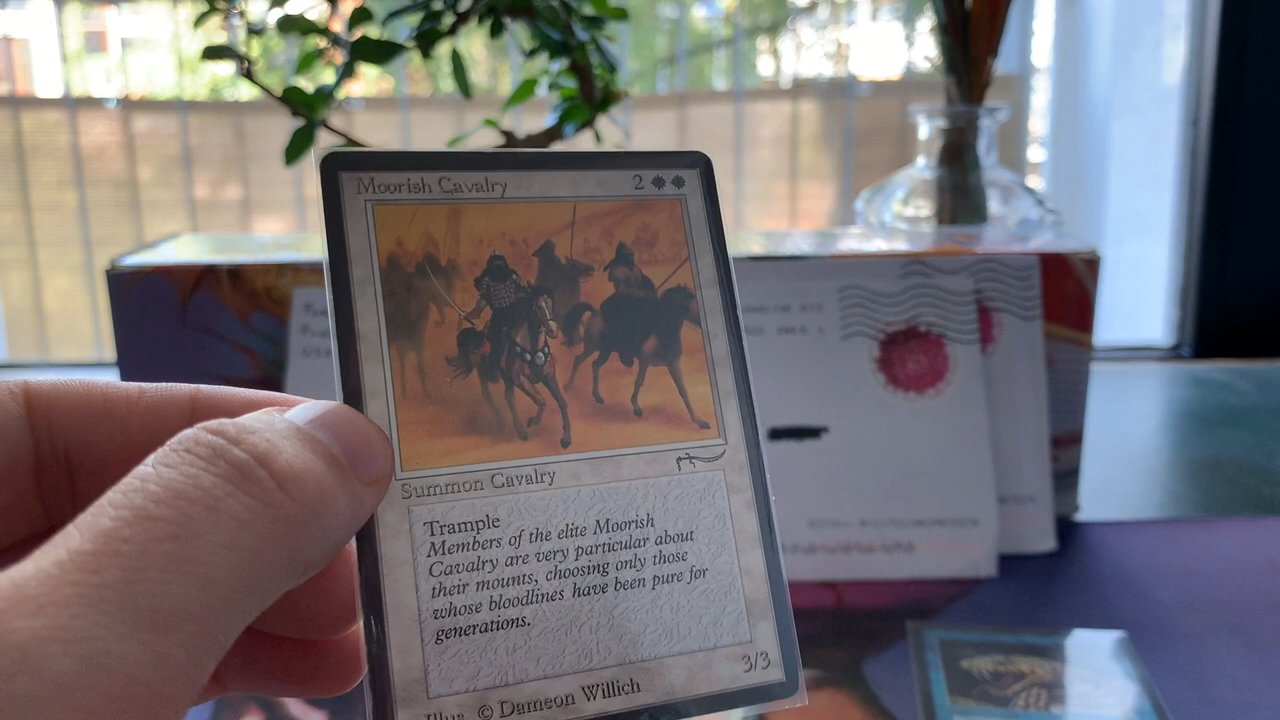 Moorish Cavalry 2
Summon Cavalry
Trample
Members of the elite Moorish
Cavalry are very particular about
their mounts, choosing only those
whose bloodlines have been pure for
generations.
3/3
Illus. © Dameon Willich